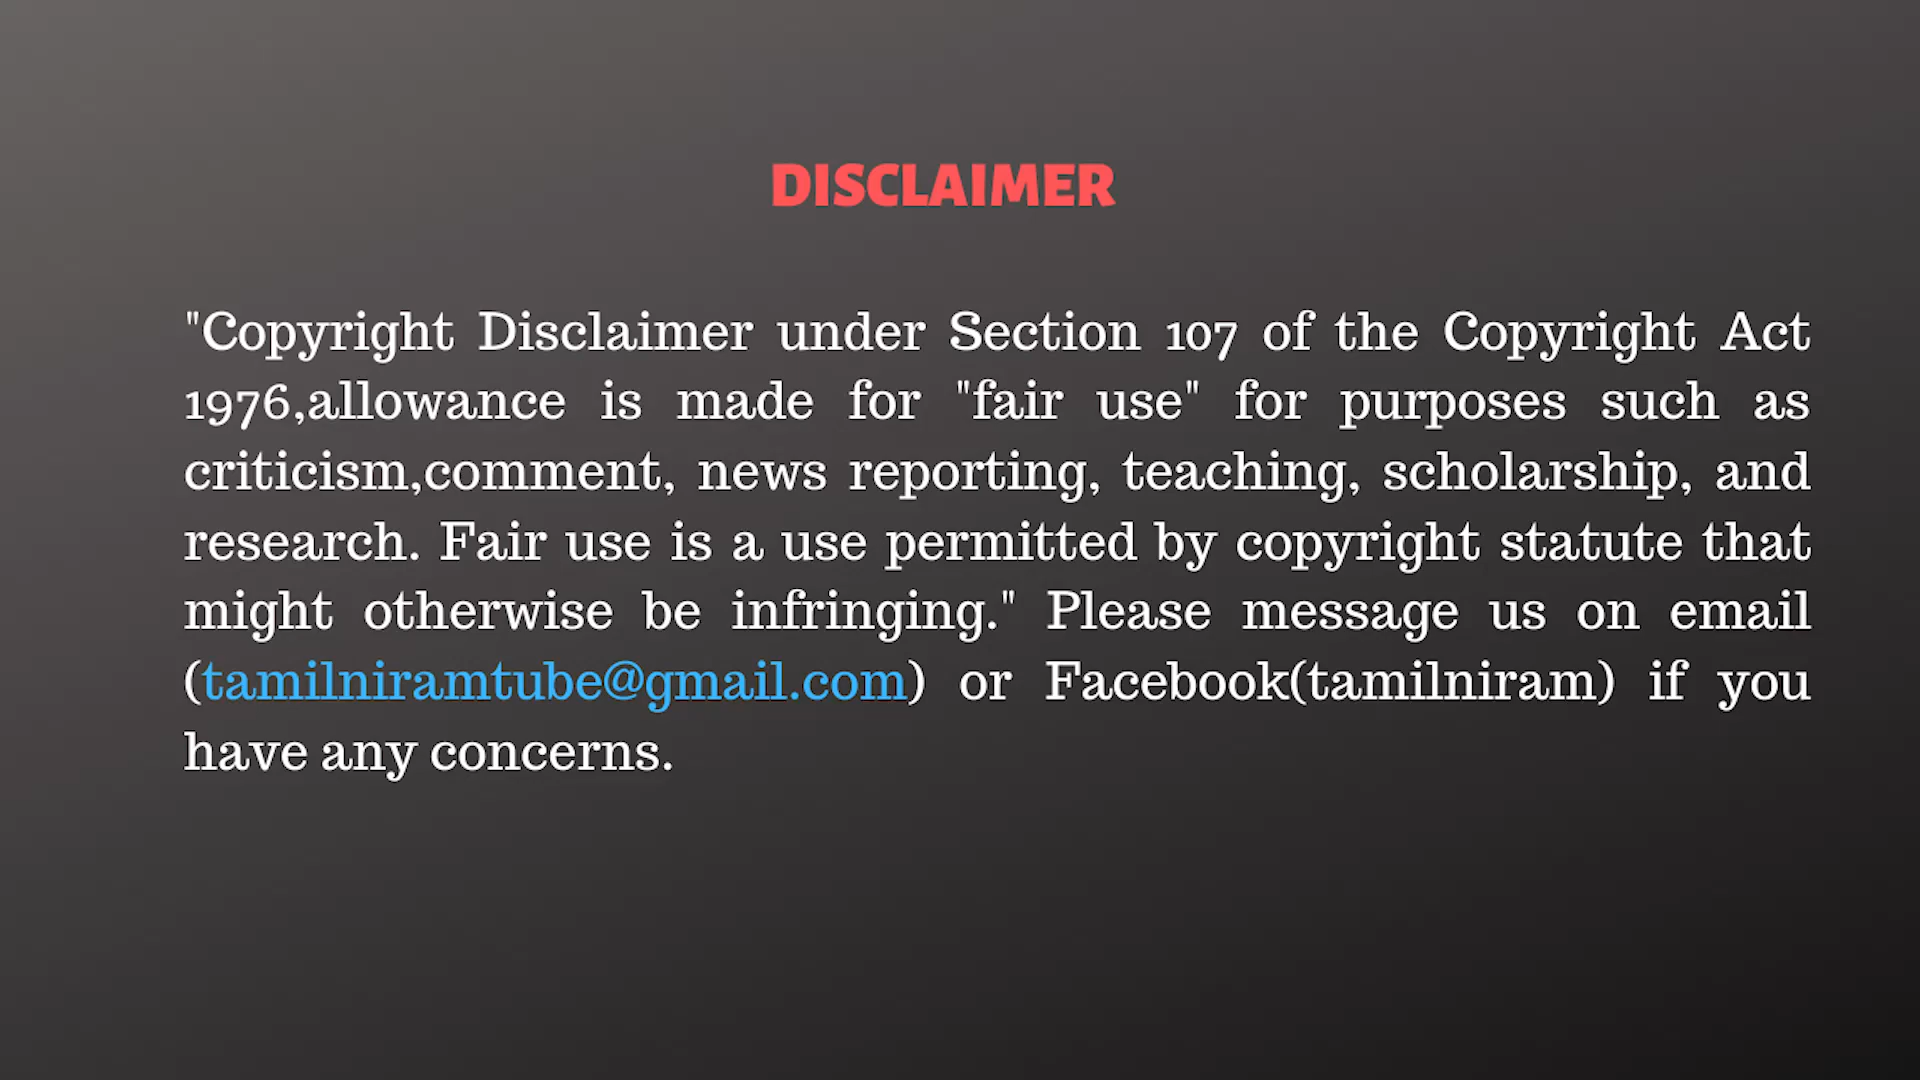 DISCLAIMER
"Copyright Disclaimer under Section 107 of the Copyright Act
1976,allowance is made for "fair use" for purposes such as
criticism,comment, news reporting, teaching, scholarship, and
research. Fair use is a use permitted by copyright statute that
might otherwise be infringing." Please message us on email
(tamilniramtube@gmail.com) or Facebook(tamilniram) if you
have any concerns.